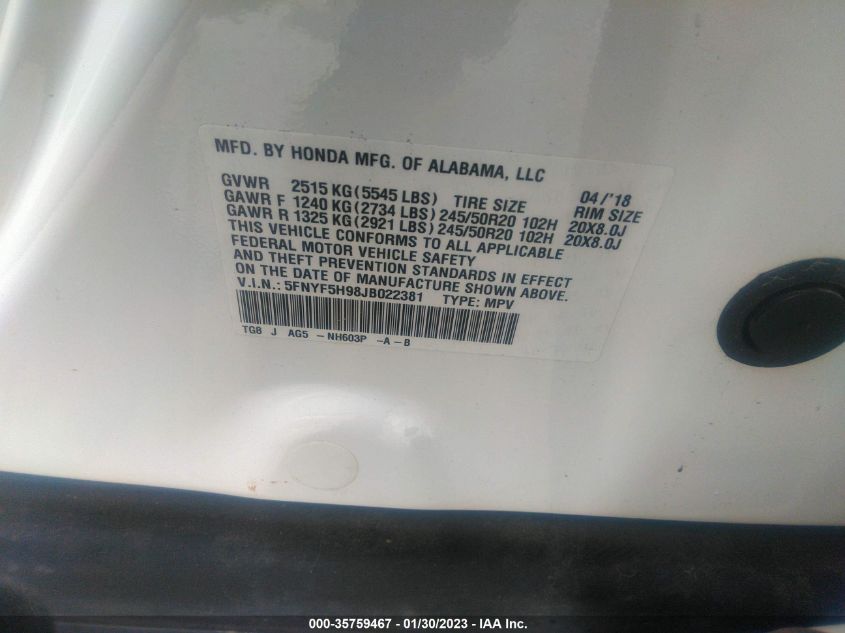 MFD. BY HONDA MFG. OF ALABAMA, LLC
GVWR 2515 KG(5545 LBS) TIRE SIZE 04/'18 RIM SIZE
GAWR F 1240 KG(2734 LBS) 245/50R20 102H 20X8.0J
GAWR R 1325 KG(2921 LBS) 245/50R20 102H 20X8.0J
THIS VEHICLE CONFORMS TO ALL APPLICABLE
FEDERAL MOTOR VEHICLE SAFETY
AND THEFT PREVENTION STANDARDS IN EFFECT
ON THE DATE OF MANUFACTURE SHOWN ABOVE.
V.I.N.: 5FNYF5H98JB022381 TYPE: MPV
TG8 J AG5 -NH603P -A-B
000-35759467 - 01/30/2023 - IAA Inc.